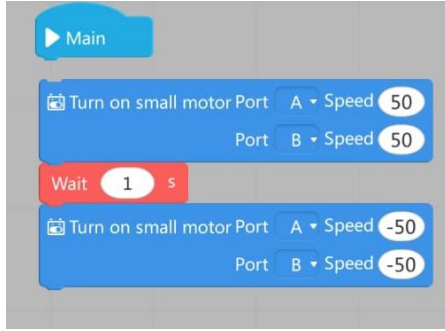 Main
Turn on small motor Port A Speed 50
Port B Speed 50
Wait 1 s
Turn on small motor Port A Speed -50
Port B Speed -50